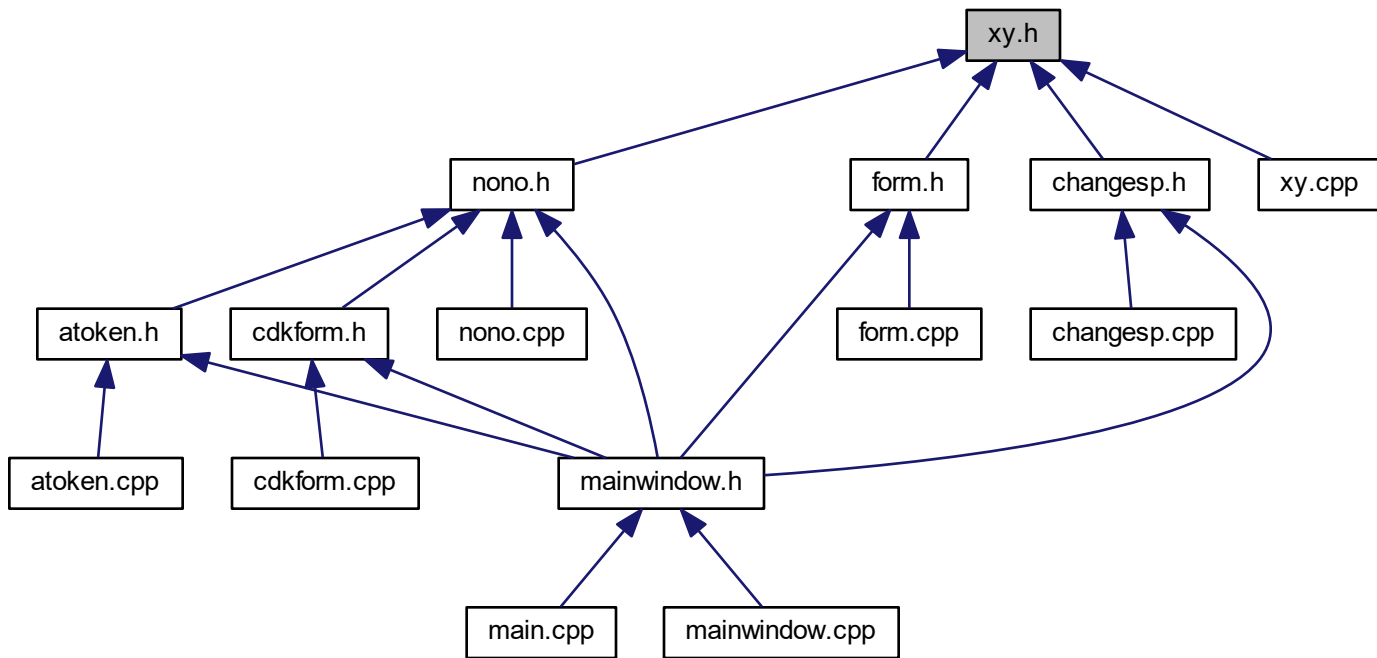 xy.h
nono.h
form.h
changesp.h
xy.cpp
atoken.h
cdkform.h
nono.cpp
form.cpp
changesp.cpp
atoken.cpp
cdkform.cpp
mainwindow.h
main.cpp
mainwindow.cpp